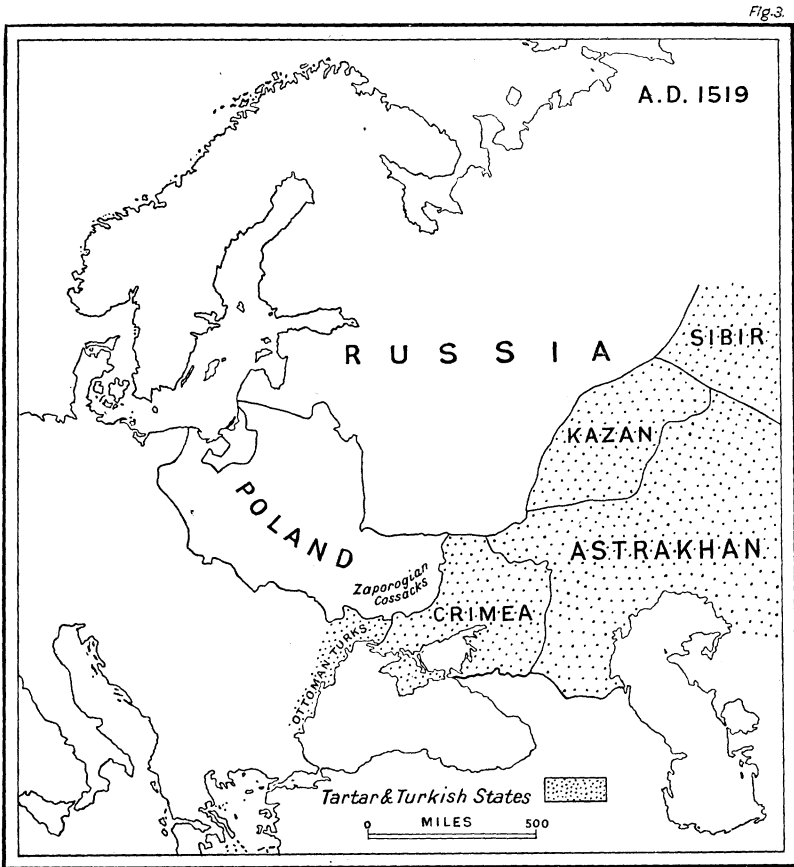 Fig.3.
A.D. 1519
RUSSIA
SIBIR
KAZAN
POLAND
ASTRAKHAN
Zaporogian
Cossacks
CRIMEA
OTTOMAN TURKS
Tartar & Turkish States
MILES
0 500